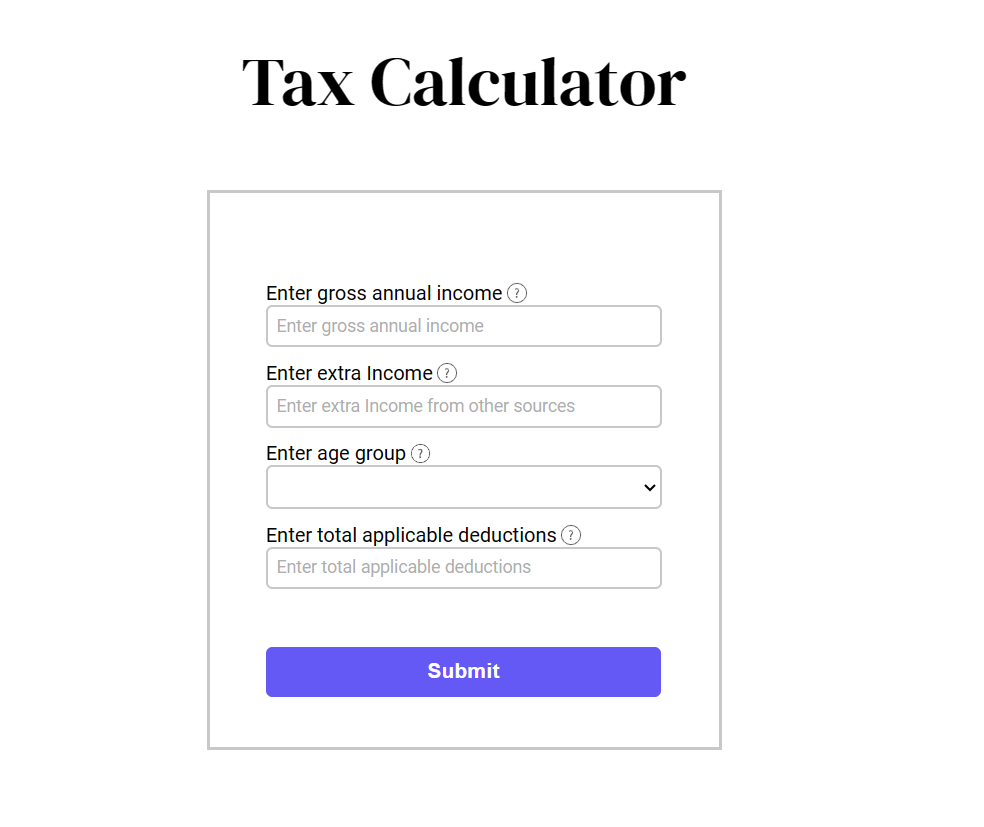 Tax Calculator
Enter gross annual income ?
Enter gross annual income
Enter extra Income ?
Enter extra Income from other sources
Enter age group ?
Enter total applicable deductions ?
Enter total applicable deductions
Submit